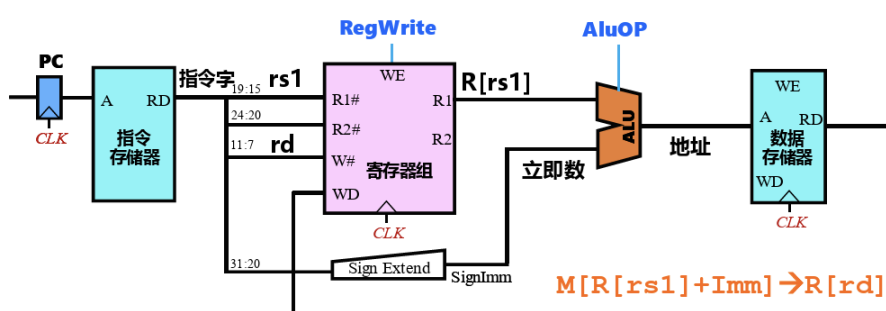 RegWrite
AluOP
PC
指令字
19:15
rs1
WE
R[rs1]
WE
A
RD
R1#
R1
A
RD
CLK
24:20
R2#
R2
ALU
指令
存储器
11:7
rd
W#
寄存器组
立即数
地址
数据
存储器
WD
WD
CLK
CLK
31:20
Sign Extend
SignImm
M[R[rs1]+Imm]→R[rd]